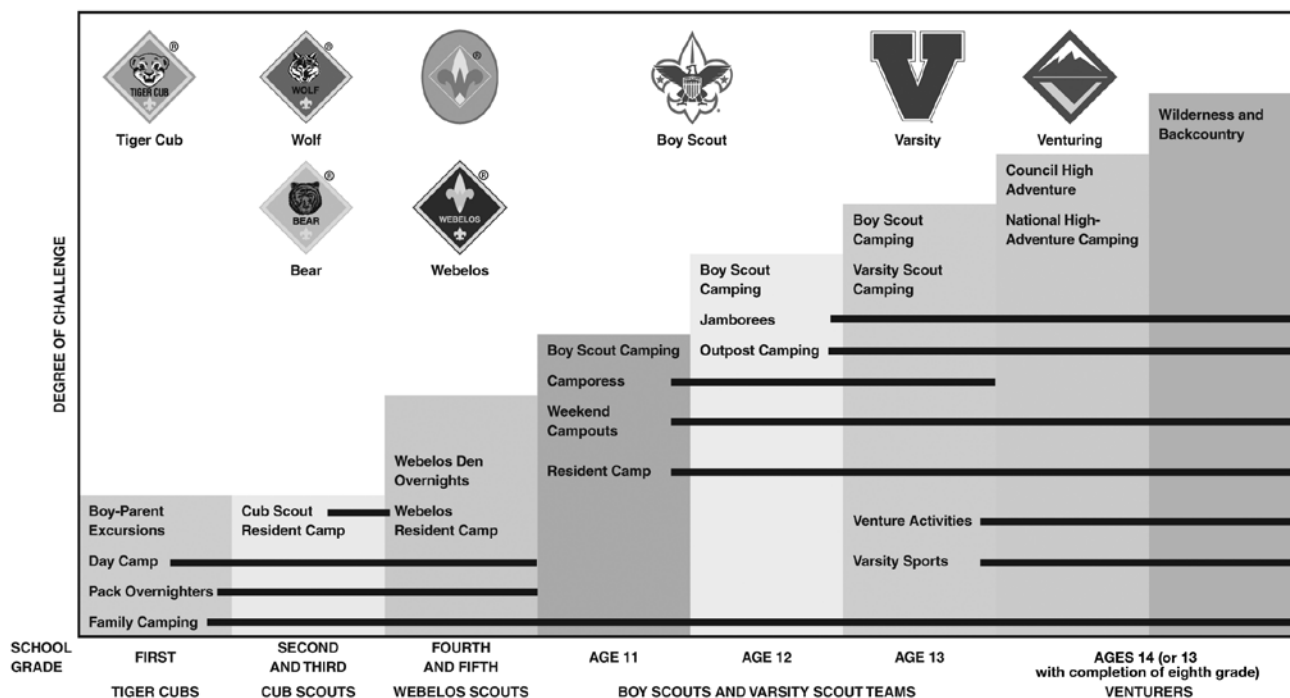 ®
TIGER CUB
Tiger Cub
®
WOLF
Wolf
®
BEAR
Bear
®
WEBELOS
®
Webelos
Boy Scout
V
Varsity
Venturing
DEGREE OF CHALLENGE
Boy-Parent
Excursions
Day Camp
Pack Overnighters
Family Camping
Cub Scout
Resident Camp
Webelos Den
Overnights
Webelos
Resident Camp
Boy Scout Camping
Camporess
Weekend
Campouts
Resident Camp
Boy Scout
Camping
Jamborees
Outpost Camping
Boy Scout
Camping
Varsity Scout
Camping
Venture Activities
Varsity Sports
Council High
Adventure
National High-
Adventure Camping
Wilderness and
Backcountry
SCHOOL
GRADE
FIRST
SECOND
AND THIRD
FOURTH
AND FIFTH
AGE 11
AGE 12
AGE 13
AGES 14 (or 13
with completion of eighth grade)
TIGER CUBS
CUB SCOUTS
WEBELOS SCOUTS
BOY SCOUTS AND VARSITY SCOUT TEAMS
VENTURERS